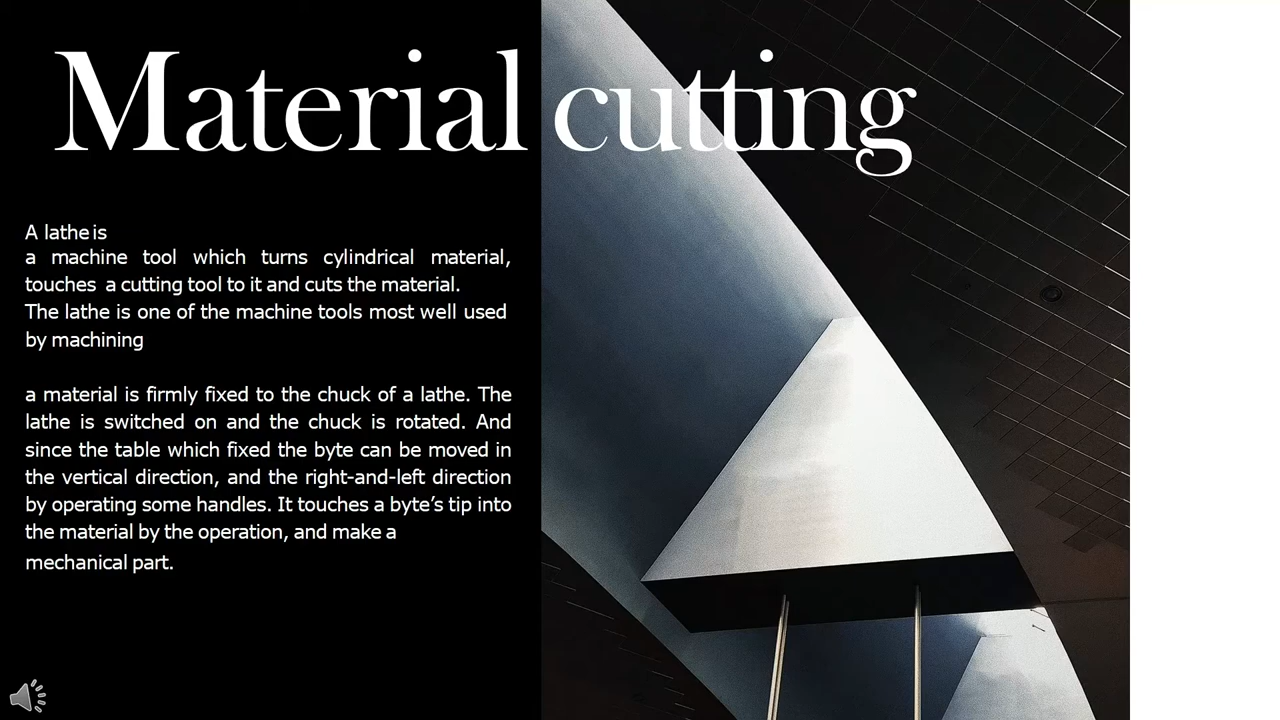 Material cutting
A lathe is
a machine tool which turns cylindrical material,
touches a cutting tool to it and cuts the material.
The lathe is one of the machine tools most well used
by machining
a material is firmly fixed to the chuck of a lathe. The
lathe is switched on and the chuck is rotated. And
since the table which fixed the byte can be moved in
the vertical direction, and the right-and-left direction
by operating some handles. It touches a byte’s tip into
the material by the operation, and make a
mechanical part.